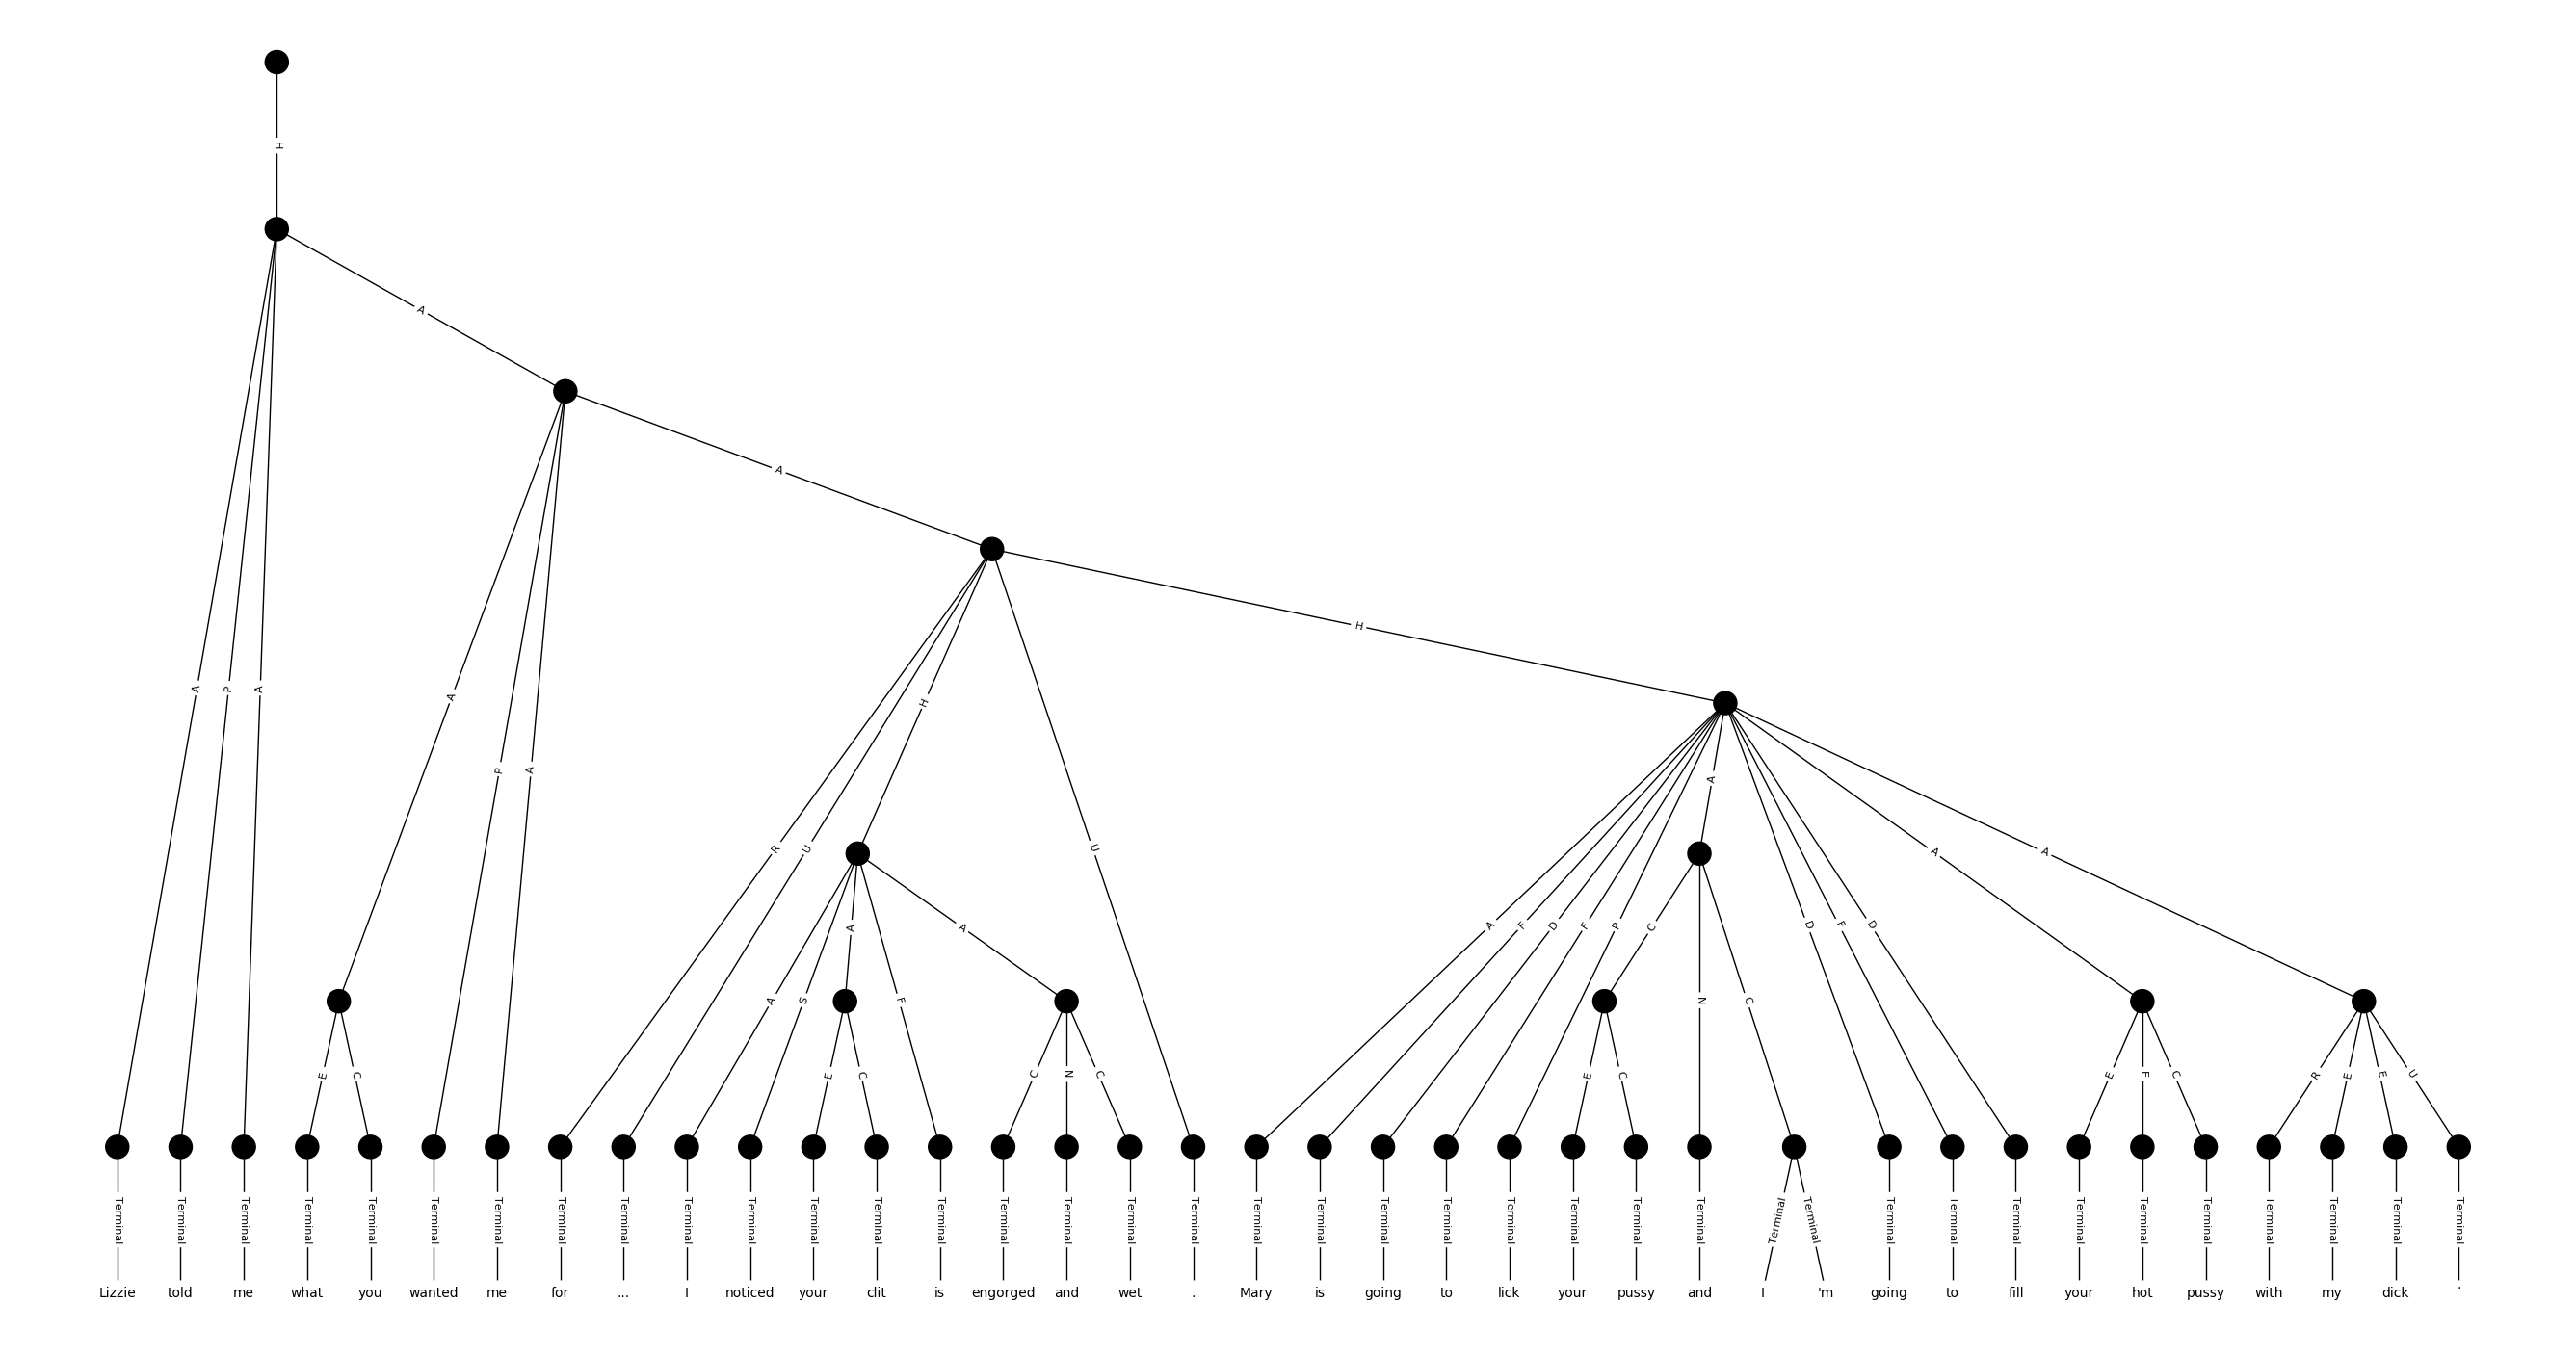 H
A
A
H
A P A A P A R U H U A
A F D F P C D F D A A
A S A F A N C
E C E C C N C E C E E C R E E U
Terminal Terminal Terminal Terminal Terminal Terminal Terminal Terminal Terminal Terminal Terminal Terminal Terminal Terminal Terminal Terminal Terminal Terminal Terminal Terminal Terminal Terminal Terminal Terminal Terminal Terminal Terminal Terminal Terminal Terminal Terminal Terminal Terminal Terminal Terminal Terminal Terminal Terminal
Lizzie told me what you wanted me for ... I noticed your clit is engorged and wet . Mary is going to lick your pussy and I 'm going to fill your hot pussy with my dick .